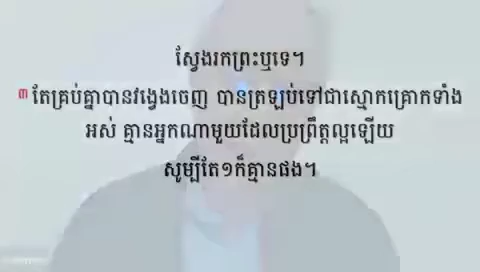 ស្វែងរកព្រះឬទេ។
៣ តែគ្រប់គ្នាបានវង្វេងចេញ បានត្រឡប់ទៅជាស្មោកគ្រោកទាំង
អស់ គ្មានអ្នកណាមួយដែលប្រព្រឹត្តល្អឡើយ
សូម្បីតែ១ក៏គ្មានផង។